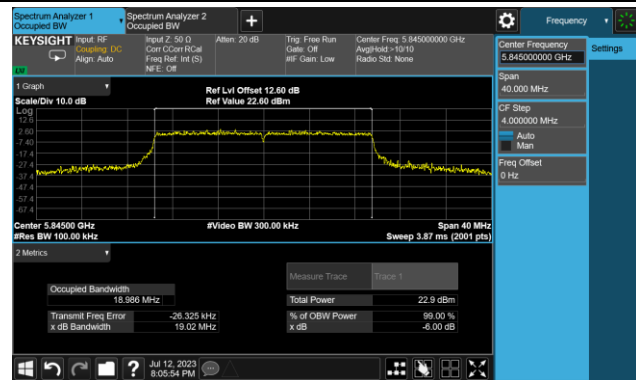 Spectrum Analyzer 1
Occupied BW
Spectrum Analyzer 2
Occupied BW
Frequency
KEYSIGHT
Input: RF
Coupling: DC
Align: Auto
Input Z: 50 Ω
Corr CCorr RCal
Freq Ref: Int (S)
NFE: Off
Atten: 20 dB
Trig: Free Run
Gate: Off
#IF Gain: Low
Center Freq: 5.845000000 GHz
Avg|Hold:>10/10
Radio Std: None
Center Frequency
5.845000000 GHz
Settings
Span
40.000 MHz
CF Step
4.000000 MHz
Auto
Man
Freq Offset
0 Hz
1 Graph
Scale/Div 10.0 dB
Ref Lvl Offset 12.60 dB
Ref Value 22.60 dBm
Log
12.6
2.60
-7.40
-17.4
-27.4
-37.4
-47.4
-57.4
-67.4
Center 5.84500 GHz
#Res BW 100.00 kHz
#Video BW 300.00 kHz
Span 40 MHz
Sweep 3.87 ms (2001 pts)
2 Metrics
Measure Trace
Trace 1
Occupied Bandwidth
18.986 MHz
Total Power
22.9 dBm
Transmit Freq Error
-26.325 kHz
% of OBW Power
99.00 %
x dB Bandwidth
19.02 MHz
x dB
-6.00 dB
Jul 12, 2023
8:05:54 PM